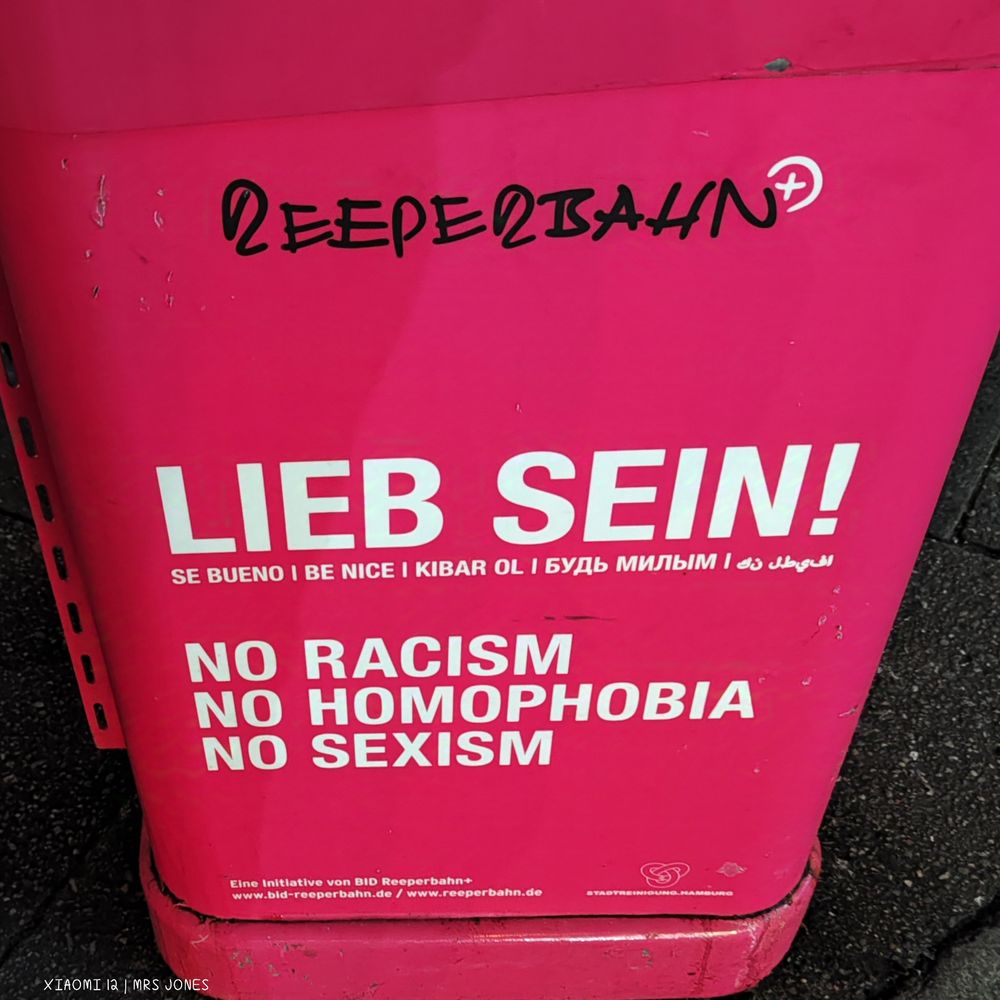 REEPERBAHN+
LIEB SEIN!
SE BUENO | BE NICE | KIBAR OL | БУДЬ МИЛЫМ | كن لطيفا
NO RACISM
NO HOMOPHOBIA
NO SEXISM
Eine Initiative von BID Reeperbahn+
www.bid-reeperbahn.de / www.reeperbahn.de
STADTREINIGUNG.HAMBURG
XIAOMI 12 | MRS JONES